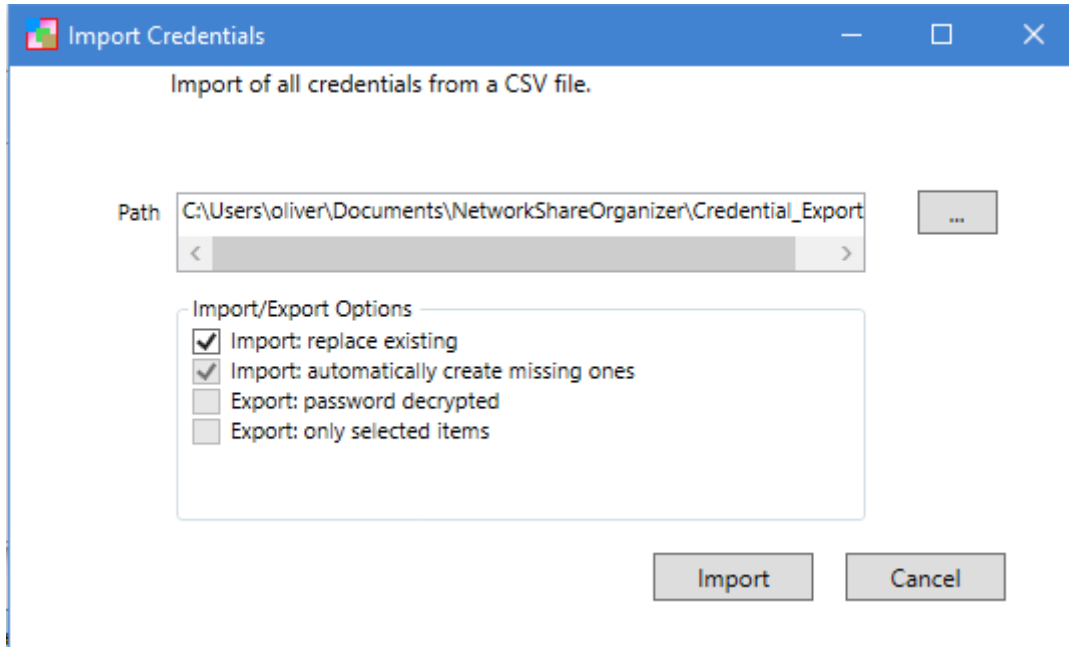 Import Credentials
Import of all credentials from a CSV file.
Path
C:\Users\oliver\Documents\NetworkShareOrganizer\Credential_Export
...
Import/Export Options
Import: replace existing
Import: automatically create missing ones
Export: password decrypted
Export: only selected items
Import
Cancel